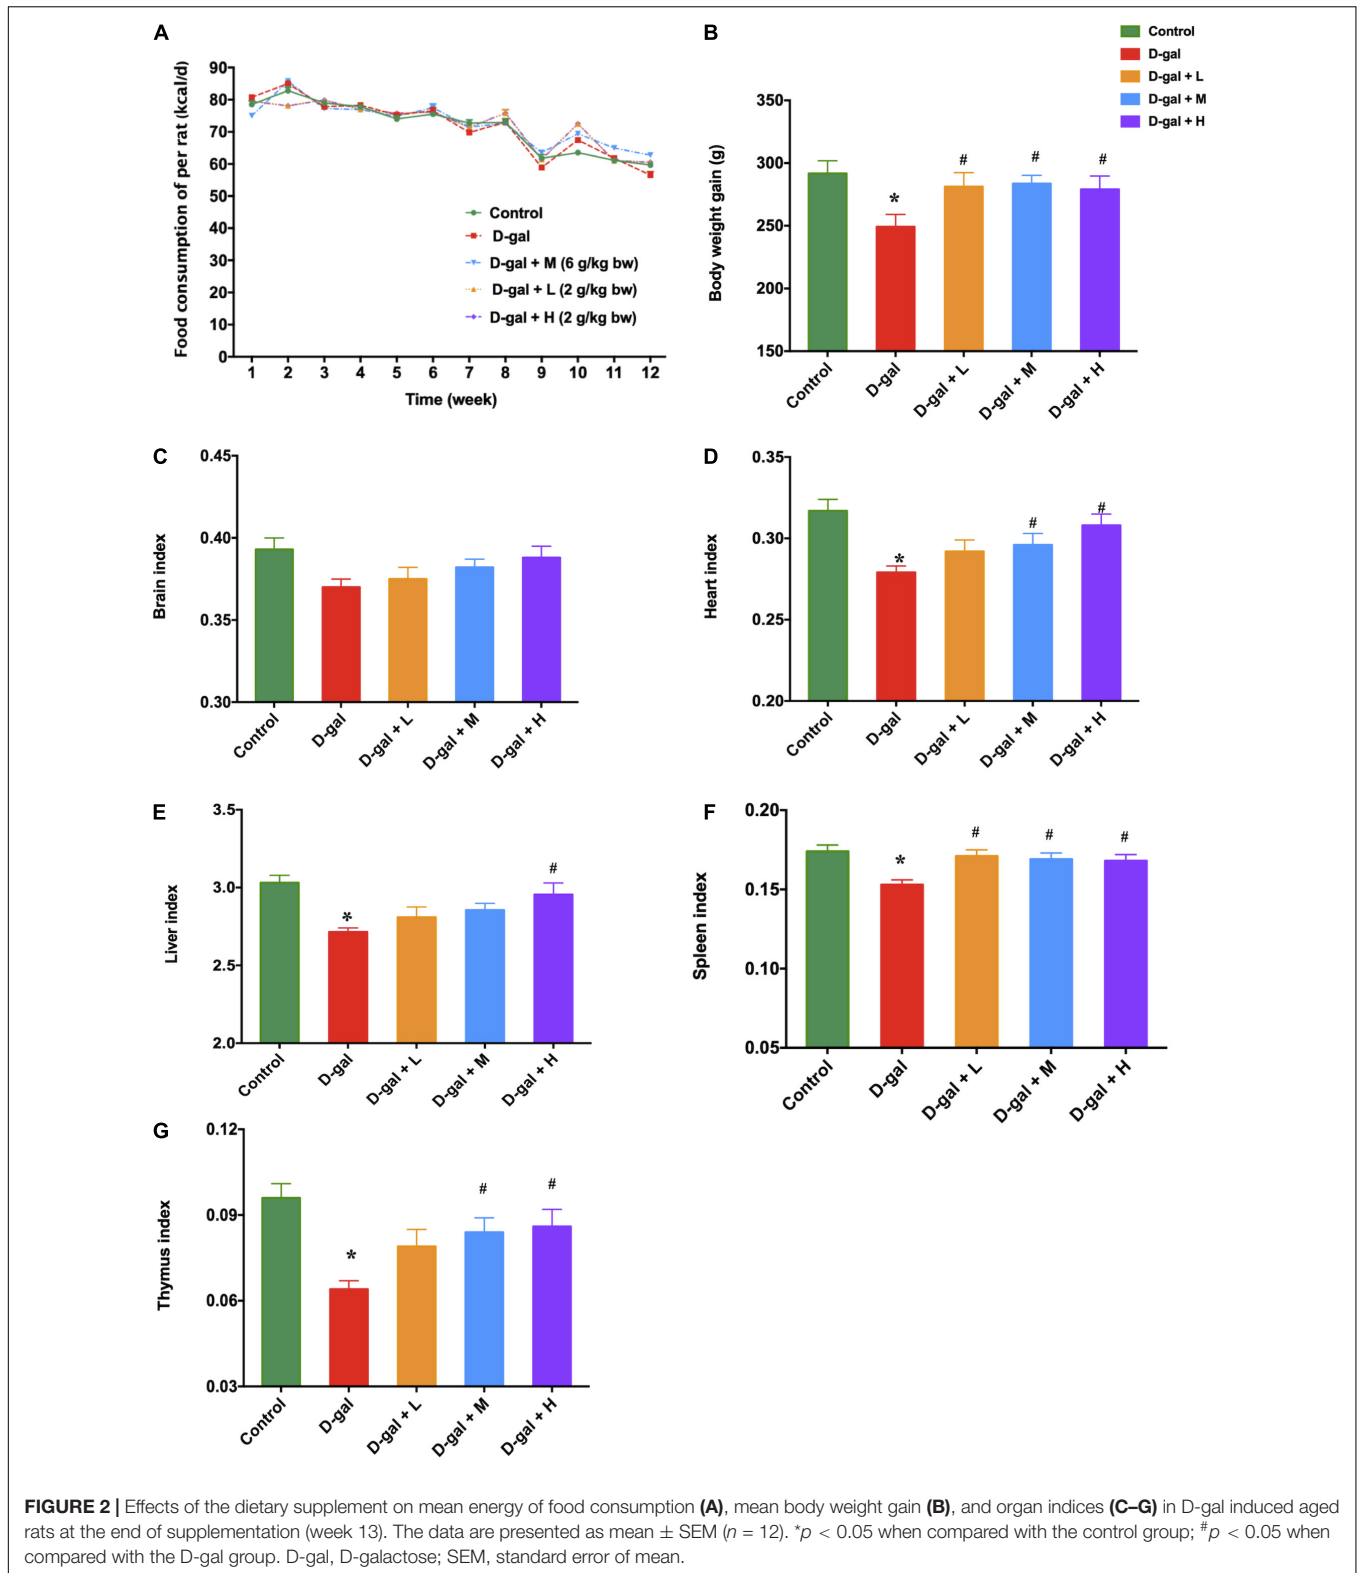 A
90
80
70
60
50
40
30
20
10
0
Food consumption of per rat (kcal/d)
Control
D-gal
D-gal + M (6 g/kg bw)
D-gal + L (2 g/kg bw)
D-gal + H (2 g/kg bw)
1 2 3 4 5 6 7 8 9 10 11 12
Time (week)
B
Control
D-gal
D-gal + L
D-gal + M
D-gal + H
350
300
250
200
150
Body weight gain (g)
* # # #
Control D-gal D-gal + L D-gal + M D-gal + H
C
0.45
0.40
0.35
0.30
Brain index
Control D-gal D-gal + L D-gal + M D-gal + H
D
0.35
0.30
0.25
0.20
Heart index
* # #
Control D-gal D-gal + L D-gal + M D-gal + H
E
3.5
3.0
2.5
2.0
Liver index
* #
Control D-gal D-gal + L D-gal + M D-gal + H
F
0.20
0.15
0.10
0.05
Spleen index
* # # #
Control D-gal D-gal + L D-gal + M D-gal + H
G
0.12
0.09
0.06
0.03
Thymus index
* # #
Control D-gal D-gal + L D-gal + M D-gal + H
FIGURE 2 | Effects of the dietary supplement on mean energy of food consumption (A), mean body weight gain (B), and organ indices (C–G) in D-gal induced aged
rats at the end of supplementation (week 13). The data are presented as mean ± SEM (n = 12). *p < 0.05 when compared with the control group; #p < 0.05 when
compared with the D-gal group. D-gal, D-galactose; SEM, standard error of mean.